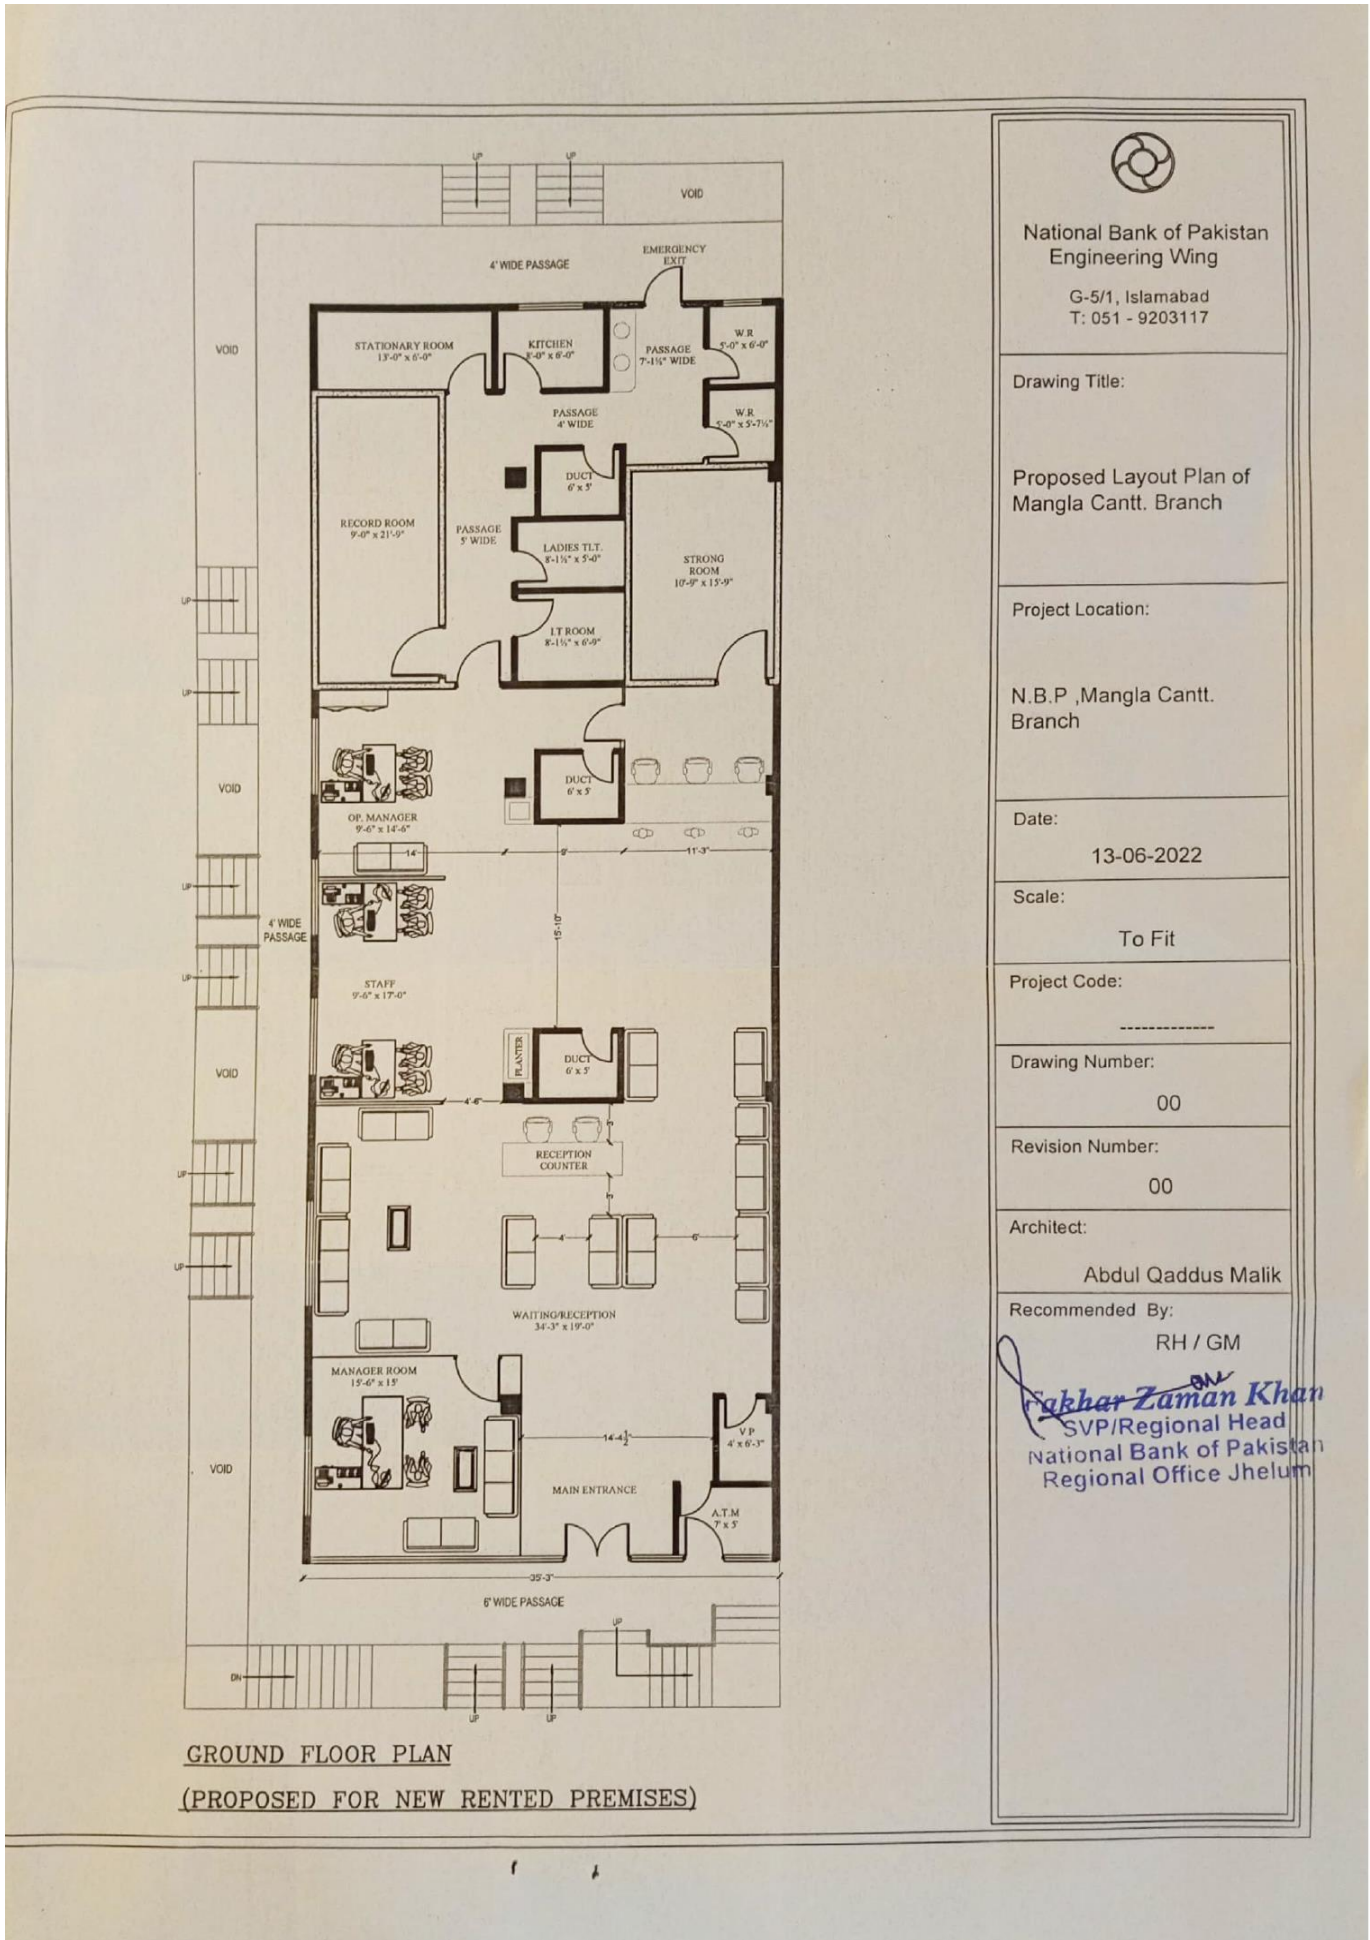 UP
UP
VOID
EMERGENCY
EXIT
4' WIDE PASSAGE
VOID
STATIONARY ROOM
13'-0" x 6'-0"
KITCHEN
8'-0" x 6'-0"
PASSAGE
7'-1½" WIDE
W.R
5'-0" x 6'-0"
PASSAGE
4' WIDE
W.R
5'-0" x 5'-7½"
DUCT
6' x 5'
RECORD ROOM
9'-0" x 21'-9"
PASSAGE
5' WIDE
LADIES TLT.
8'-1½" x 5'-0"
STRONG
ROOM
10'-9" x 15'-9"
UP
I.T ROOM
8'-1½" x 6'-9"
UP
VOID
DUCT
6' x 5'
OP. MANAGER
9'-6" x 14'-6"
14'
9'
11'-3"
UP
4' WIDE
PASSAGE
15'-10"
UP
STAFF
9'-6" x 17'-0"
VOID
PLANTER
DUCT
6' x 5'
4'-6"
3'
RECEPTION
COUNTER
UP
3'
4'
6'
UP
WAITING/RECEPTION
34'-3" x 19'-0"
MANAGER ROOM
15'-6" x 15'
VOID
14'-4½"
V P
4' x 6'-3"
MAIN ENTRANCE
A.T.M
7' x 5'
35'-3"
6' WIDE PASSAGE
UP
DN
UP
UP
GROUND FLOOR PLAN
(PROPOSED FOR NEW RENTED PREMISES)
National Bank of Pakistan
Engineering Wing
G-5/1, Islamabad
T: 051 - 9203117
Drawing Title:
Proposed Layout Plan of
Mangla Cantt. Branch
Project Location:
N.B.P ,Mangla Cantt.
Branch
Date:
13-06-2022
Scale:
To Fit
Project Code:
-------------
Drawing Number:
00
Revision Number:
00
Architect:
Abdul Qaddus Malik
Recommended By:
RH / GM
Fakhar Zaman Khan
SVP/Regional Head
National Bank of Pakistan
Regional Office Jhelum